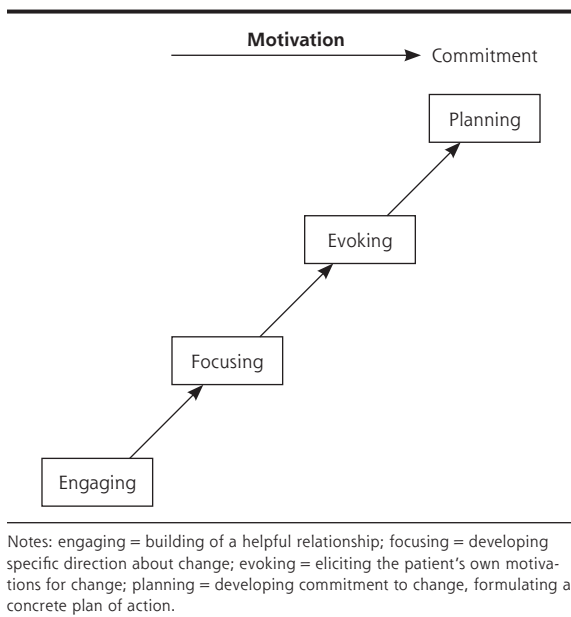 Motivation
Commitment
Planning
Evoking
Focusing
Engaging
Notes: engaging = building of a helpful relationship; focusing = developing
specific direction about change; evoking = eliciting the patient's own motiva-
tions for change; planning = developing commitment to change, formulating a
concrete plan of action.